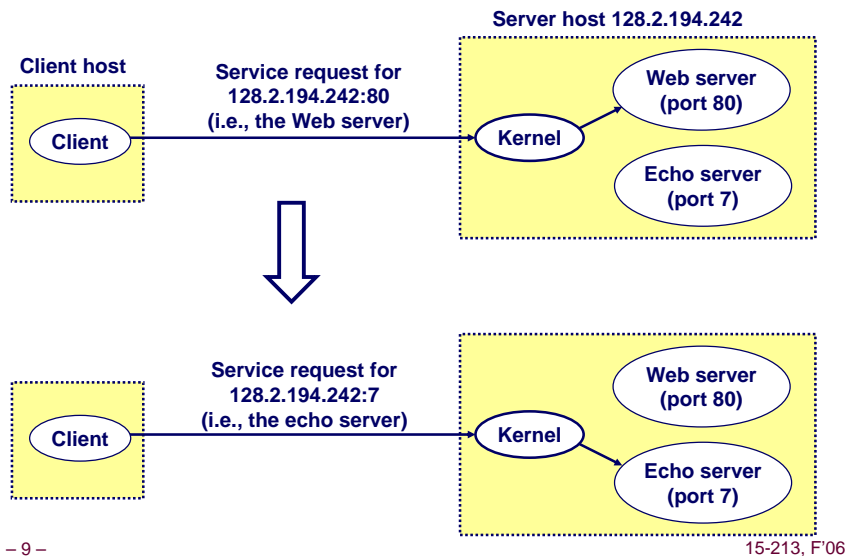 Server host 128.2.194.242
Client host
Service request for
128.2.194.242:80
(i.e., the Web server)
Client
Kernel
Web server
(port 80)
Echo server
(port 7)
Service request for
128.2.194.242:7
(i.e., the echo server)
Client
Kernel
Web server
(port 80)
Echo server
(port 7)
– 9 –
15-213, F'06